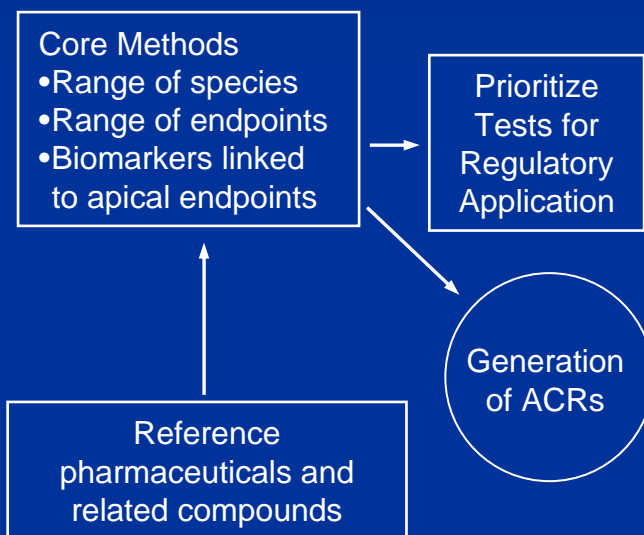 Core Methods
•Range of species
•Range of endpoints
•Biomarkers linked
to apical endpoints
Prioritize
Tests for
Regulatory
Application
Generation
of ACRs
Reference
pharmaceuticals and
related compounds